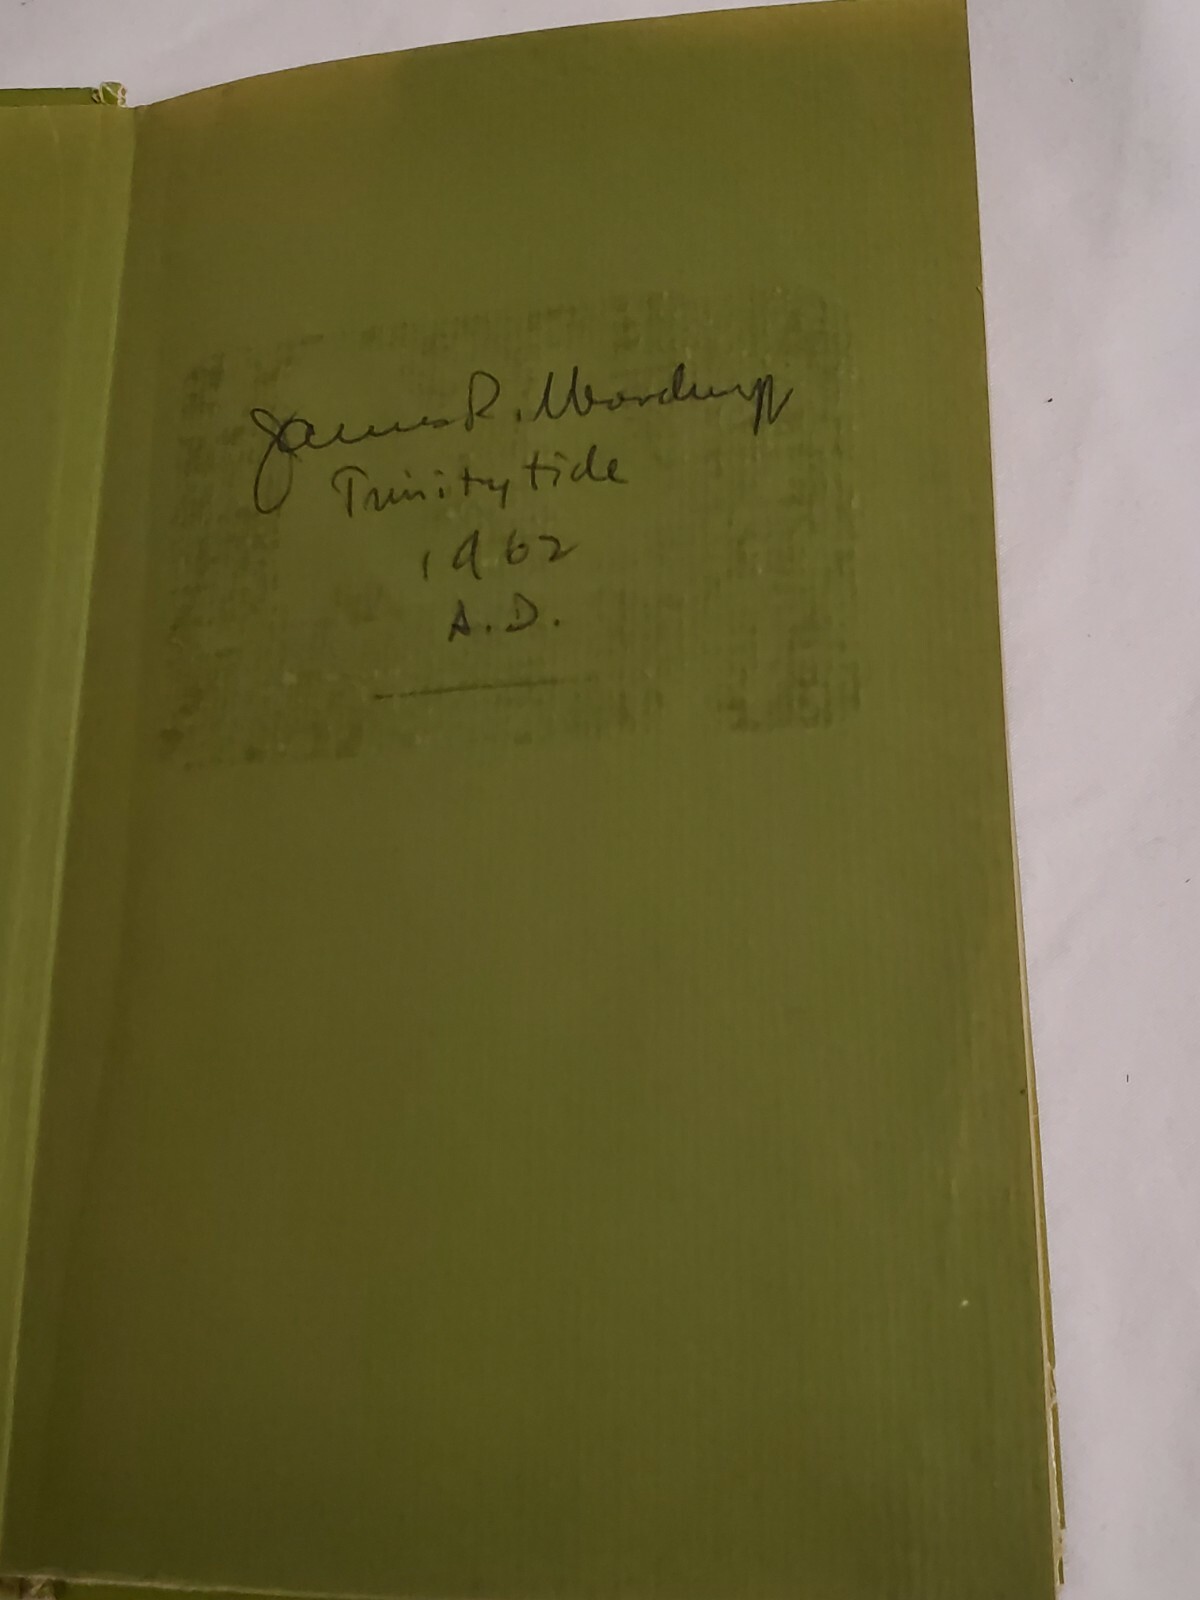 James R.
Trinitytide
1962
A.D.